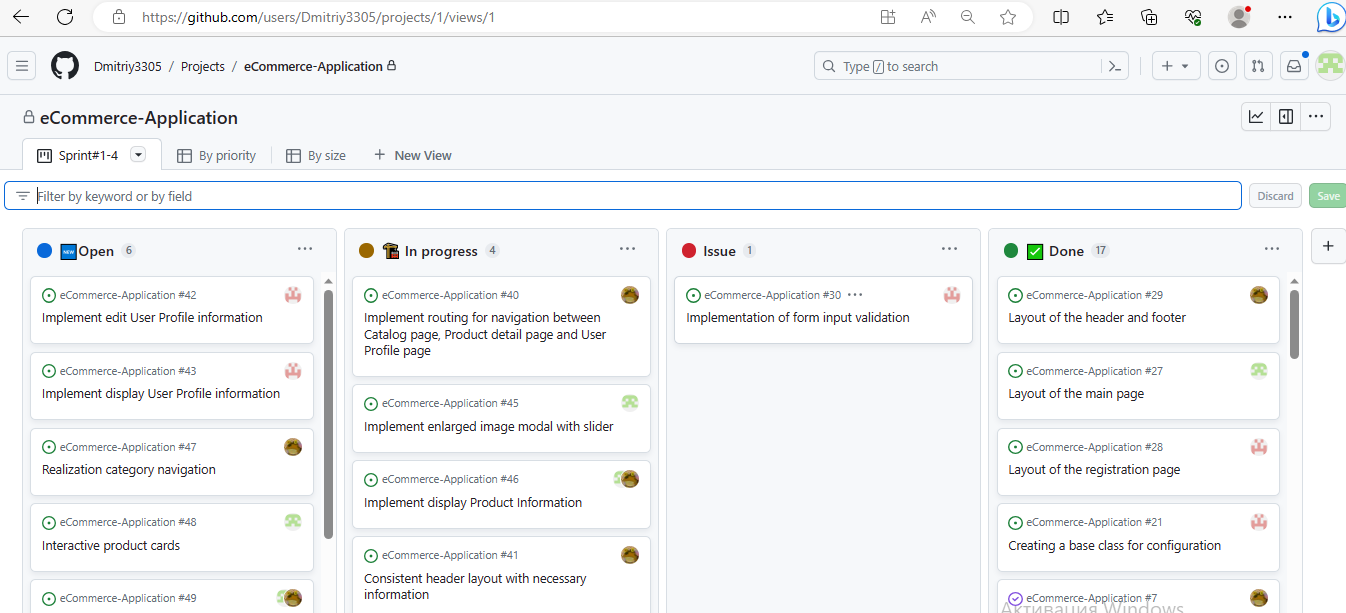 https://github.com/users/Dmitriy3305/projects/1/views/1
Dmitriy3305 / Projects / eCommerce-Application
Type / to search
eCommerce-Application
Sprint#1-4
By priority
By size
New View
Filter by keyword or by field
Discard
Save
NEW Open 6
eCommerce-Application #42
Implement edit User Profile information
eCommerce-Application #43
Implement display User Profile information
eCommerce-Application #47
Realization category navigation
eCommerce-Application #48
Interactive product cards
eCommerce-Application #49
In progress 4
eCommerce-Application #40
Implement routing for navigation between
Catalog page, Product detail page and User
Profile page
eCommerce-Application #45
Implement enlarged image modal with slider
eCommerce-Application #46
Implement display Product Information
eCommerce-Application #41
Consistent header layout with necessary
information
Issue 1
eCommerce-Application #30
Implementation of form input validation
Done 17
eCommerce-Application #29
Layout of the header and footer
eCommerce-Application #27
Layout of the main page
eCommerce-Application #28
Layout of the registration page
eCommerce-Application #21
Creating a base class for configuration
eCommerce-Application #7
Активация Windows